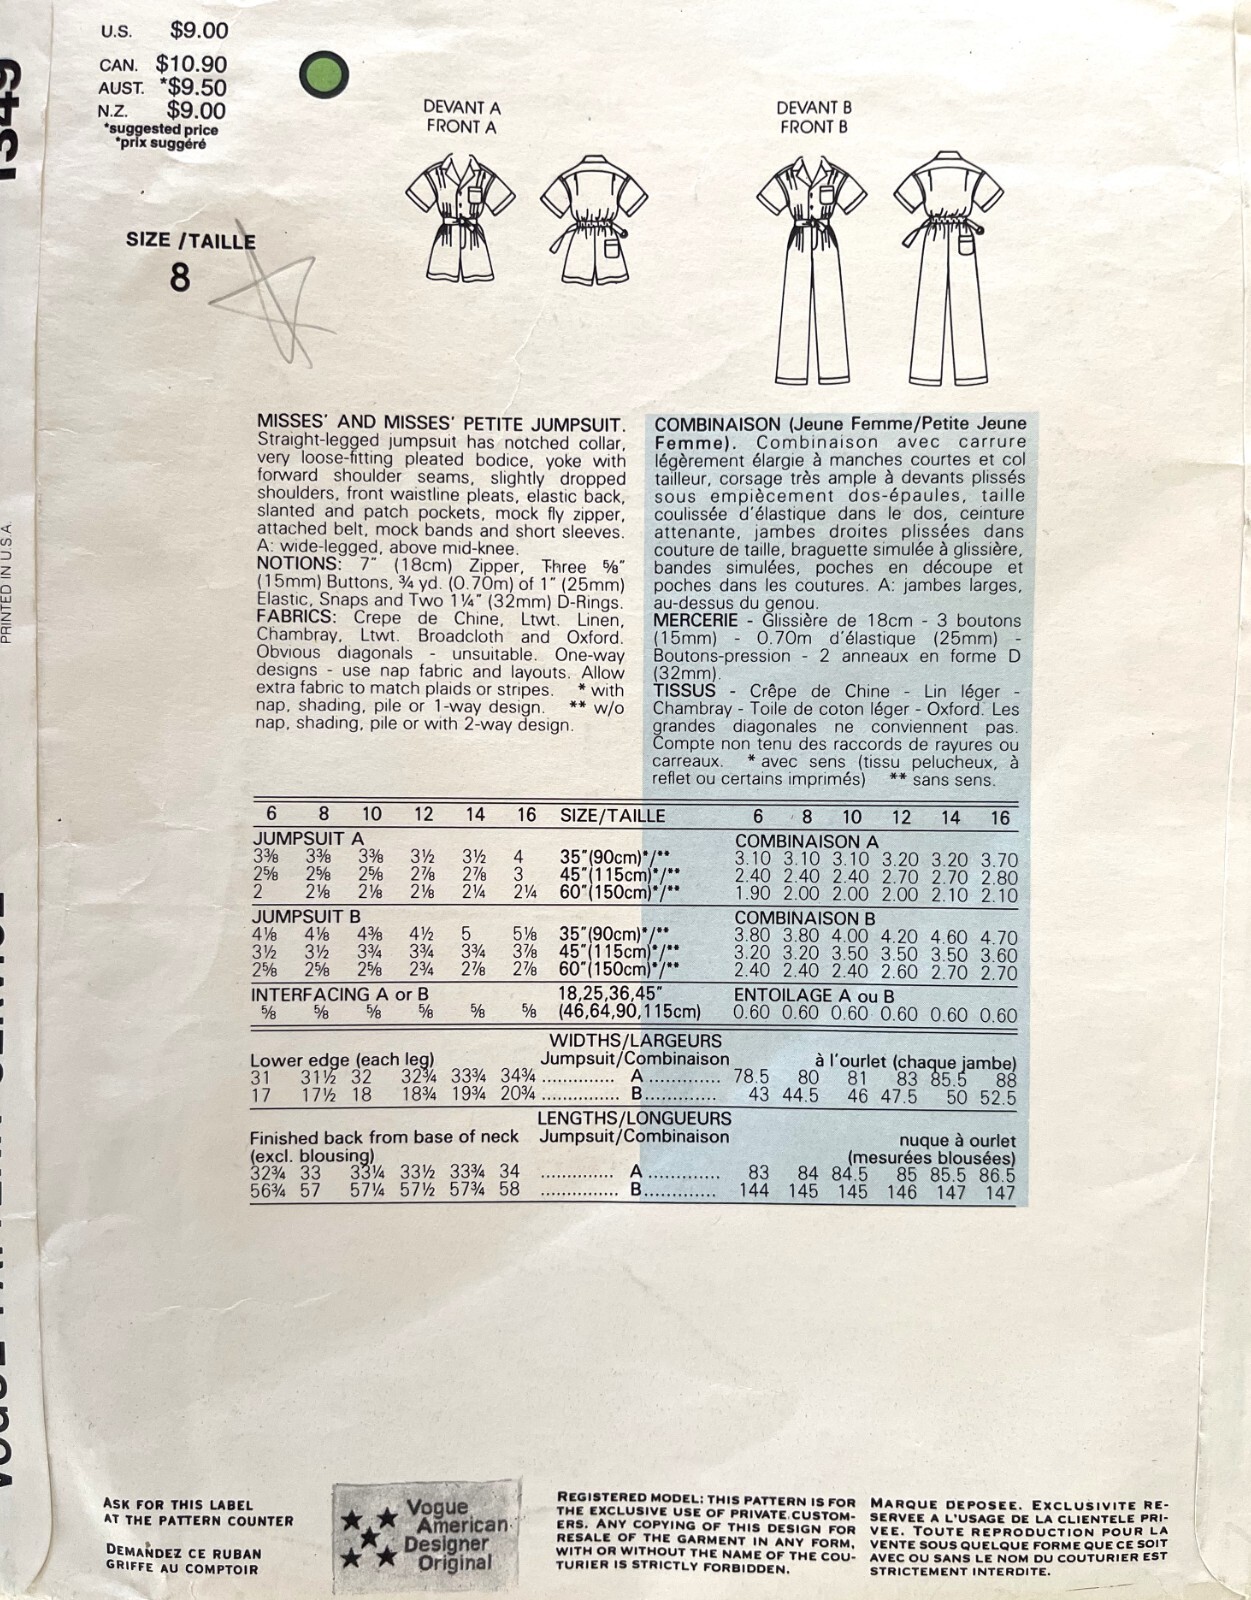 U.S. $9.00
CAN. $10.90
AUST. *$9.50
N.Z. $9.00
*suggested price
*prix suggéré
1349
SIZE/TAILLE
8
DEVANT A
FRONT A
DEVANT B
FRONT B
PRINTED IN U.S.A.
MISSES' AND MISSES' PETITE JUMPSUIT.
Straight-legged jumpsuit has notched collar,
very loose-fitting pleated bodice, yoke with
forward shoulder seams, slightly dropped
shoulders, front waistline pleats, elastic back,
slanted and patch pockets, mock fly zipper,
attached belt, mock bands and short sleeves.
A: wide-legged, above mid-knee.
NOTIONS: 7" (18cm) Zipper, Three ⅝"
(15mm) Buttons, ¾ yd. (0.70m) of 1" (25mm)
Elastic, Snaps and Two 1¼" (32mm) D-Rings.
FABRICS: Crepe de Chine, Ltwt. Linen,
Chambray, Ltwt. Broadcloth and Oxford.
Obvious diagonals - unsuitable. One-way
designs - use nap fabric and layouts. Allow
extra fabric to match plaids or stripes. * with
nap, shading, pile or 1-way design. ** w/o
nap, shading, pile or with 2-way design.
COMBINAISON (Jeune Femme/Petite Jeune
Femme). Combinaison avec carrure
légèrement élargie à manches courtes et col
tailleur, corsage très ample à devants plissés
sous empiècement dos-épaules, taille
coulissée d'élastique dans le dos, ceinture
attenante, jambes droites plissées dans
couture de taille, braguette simulée à glissière,
bandes simulées, poches en découpe et
poches dans les coutures. A: jambes larges,
au-dessus du genou.
MERCERIE - Glissière de 18cm - 3 boutons
(15mm) - 0.70m d'élastique (25mm) -
Boutons-pression - 2 anneaux en forme D
(32mm).
TISSUS - Crêpe de Chine - Lin léger -
Chambray - Toile de coton léger - Oxford. Les
grandes diagonales ne conviennent pas.
Compte non tenu des raccords de rayures ou
carreaux. * avec sens (tissu pelucheux, à
reflet ou certains imprimés) ** sans sens.
6 8 10 12 14 16 SIZE/TAILLE 6 8 10 12 14 16
JUMPSUIT A COMBINAISON A
3⅜ 3⅜ 3⅜ 3½ 3½ 4 35"(90cm)*/** 3.10 3.10 3.10 3.20 3.20 3.70
2⅝ 2⅝ 2⅝ 2⅞ 2⅞ 3 45"(115cm)*/** 2.40 2.40 2.40 2.70 2.70 2.80
2 2⅛ 2⅛ 2⅛ 2¼ 2¼ 60"(150cm)*/** 1.90 2.00 2.00 2.00 2.10 2.10
JUMPSUIT B COMBINAISON B
4⅛ 4⅛ 4⅜ 4½ 5 5⅛ 35"(90cm)*/** 3.80 3.80 4.00 4.20 4.60 4.70
3½ 3½ 3¾ 3¾ 3¾ 3⅞ 45"(115cm)*/** 3.20 3.20 3.50 3.50 3.50 3.60
2⅝ 2⅝ 2⅝ 2¾ 2⅞ 2⅞ 60"(150cm)*/** 2.40 2.40 2.40 2.60 2.70 2.70
INTERFACING A or B 18,25,36,45" ENTOILAGE A ou B
⅝ ⅝ ⅝ ⅝ ⅝ ⅝ (46,64,90,115cm) 0.60 0.60 0.60 0.60 0.60 0.60
WIDTHS/LARGEURS
Lower edge (each leg) Jumpsuit/Combinaison à l'ourlet (chaque jambe)
31 31½ 32 32¾ 33¾ 34¾ .............. A ............. 78.5 80 81 83 85.5 88
17 17½ 18 18¾ 19¾ 20¾ .............. B............. 43 44.5 46 47.5 50 52.5
LENGTHS/LONGUEURS
Finished back from base of neck Jumpsuit/Combinaison nuque à ourlet
(excl. blousing) (mesurées blousées)
32¾ 33 33¼ 33½ 33¾ 34 .............. A ............. 83 84 84.5 85 85.5 86.5
56¾ 57 57¼ 57½ 57¾ 58 .............. B............. 144 145 145 146 147 147
ASK FOR THIS LABEL
AT THE PATTERN COUNTER
DEMANDEZ CE RUBAN
GRIFFE AU COMPTOIR
Vogue
American
Designer
Original
REGISTERED MODEL: THIS PATTERN IS FOR
THE EXCLUSIVE USE OF PRIVATE CUSTOM-
ERS. ANY COPYING OF THIS DESIGN FOR
RESALE OF THE GARMENT IN ANY FORM,
WITH OR WITHOUT THE NAME OF THE COU-
TURIER IS STRICTLY FORBIDDEN.
MARQUE DEPOSEE. EXCLUSIVITE RE-
SERVEE A L'USAGE DE LA CLIENTELE PRI-
VEE. TOUTE REPRODUCTION POUR LA
VENTE SOUS QUELQUE FORME QUE CE SOIT
AVEC OU SANS LE NOM DU COUTURIER EST
STRICTEMENT INTERDITE.